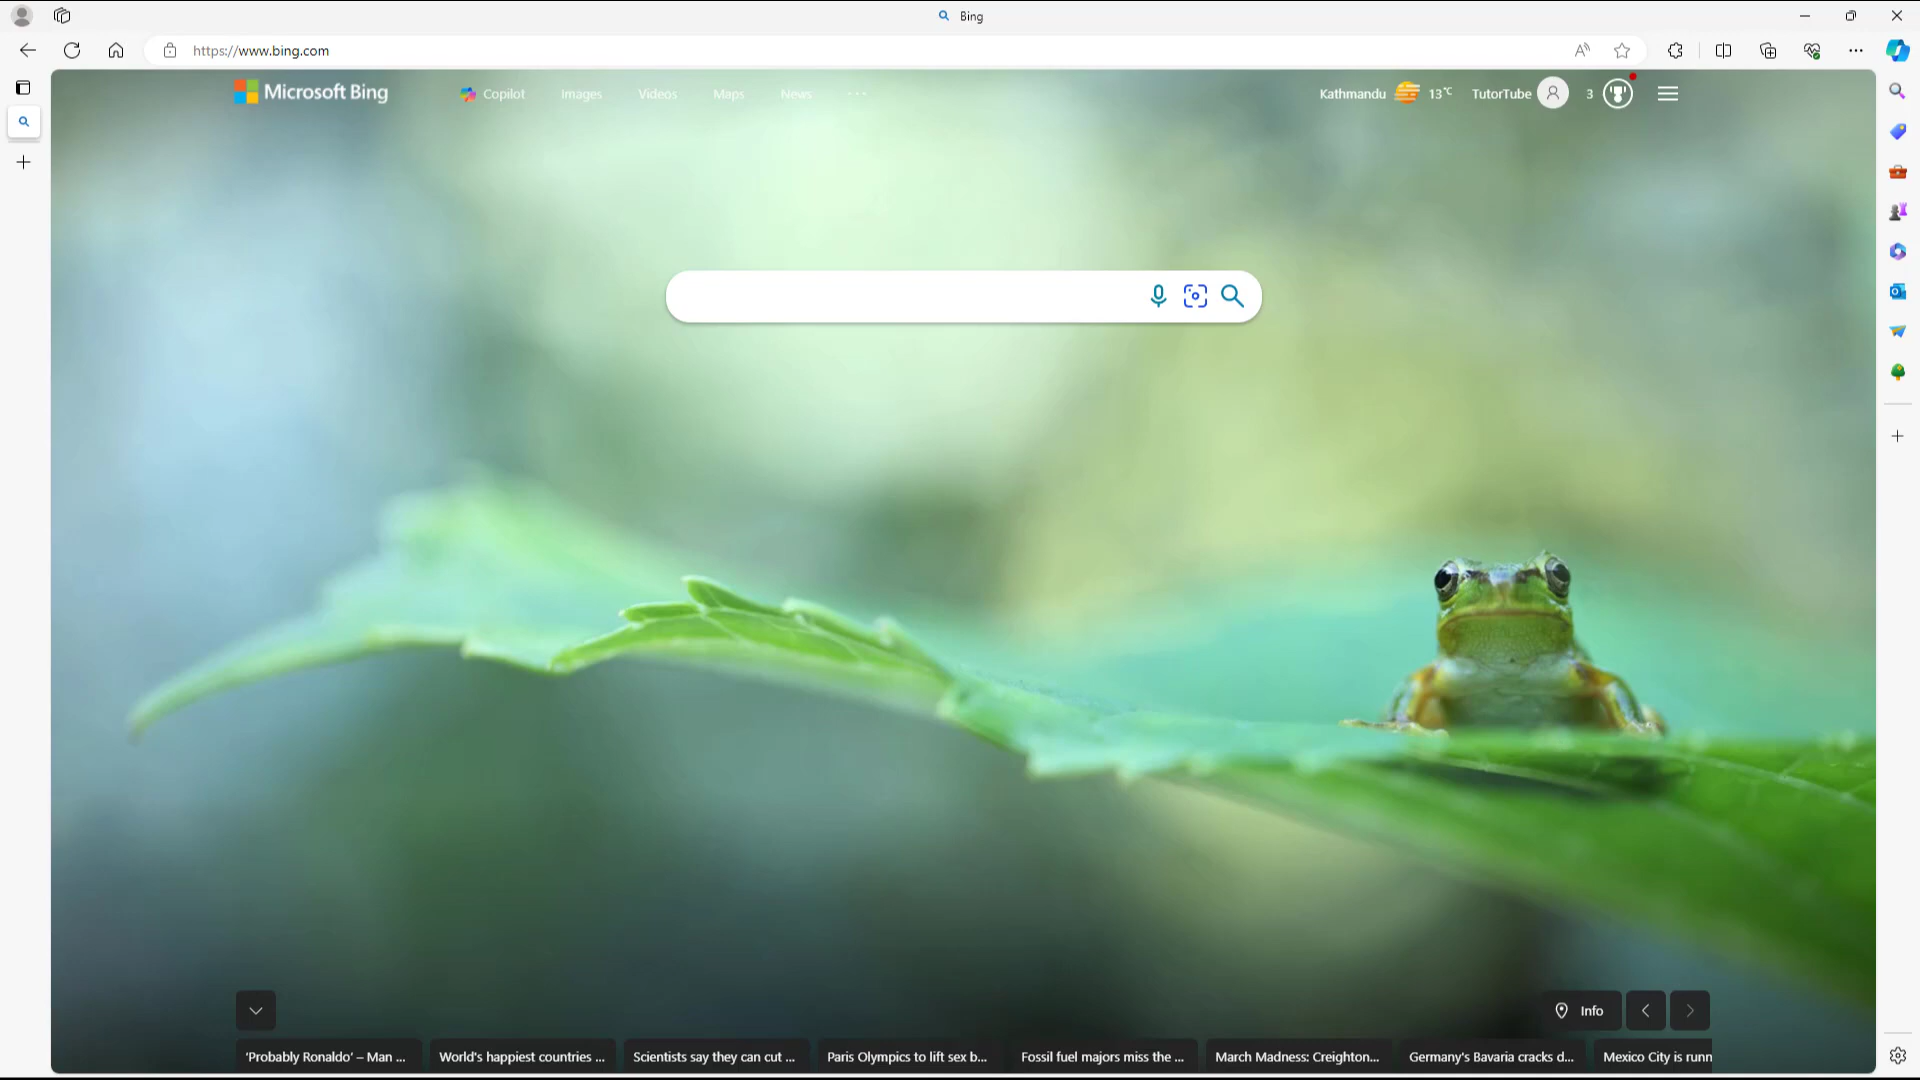 Bing
https://www.bing.com
Microsoft Bing
Copilot
Images
Videos
Maps
News
Kathmandu
13°C
TutorTube
3
Info
'Probably Ronaldo' – Man ...
World's happiest countries ...
Scientists say they can cut ...
Paris Olympics to lift sex b...
Fossil fuel majors miss the ...
March Madness: Creighton...
Germany's Bavaria cracks d...
Mexico City is runn